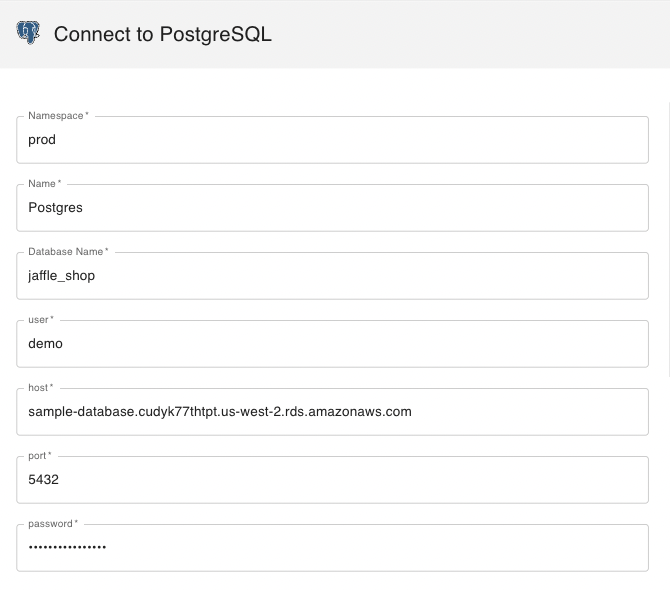 Connect to PostgreSQL
Namespace *
prod
Name *
Postgres
Database Name *
jaffle_shop
user *
demo
host *
sample-database.cudyk77thtpt.us-west-2.rds.amazonaws.com
port *
5432
password *
••••••••••••••••